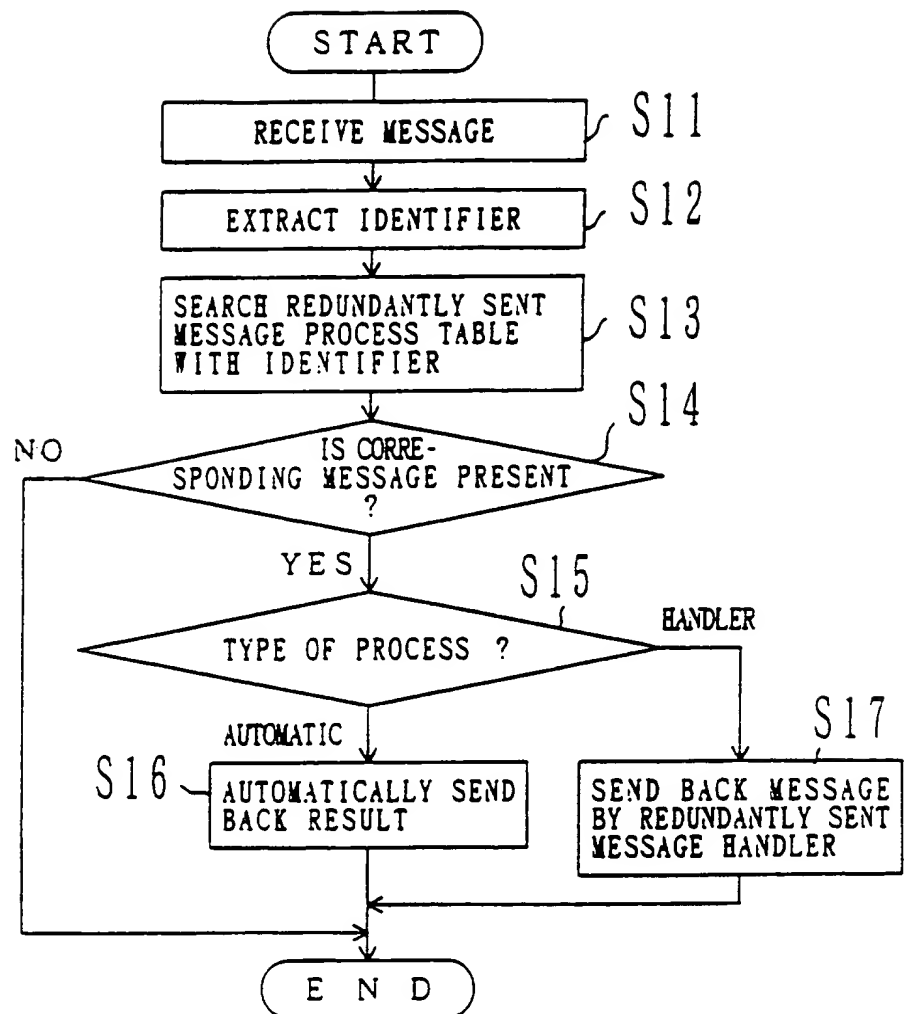 START
RECEIVE MESSAGE
S11
EXTRACT IDENTIFIER
S12
SEARCH REDUNDANTLY SENT
MESSAGE PROCESS TABLE
WITH IDENTIFIER
S13
S14
NO
IS CORRE-
SPONDING MESSAGE PRESENT
?
YES
S15
TYPE OF PROCESS ?
HANDLER
AUTOMATIC
S16
AUTOMATICALLY SEND
BACK RESULT
S17
SEND BACK MESSAGE
BY REDUNDANTLY SENT
MESSAGE HANDLER
END